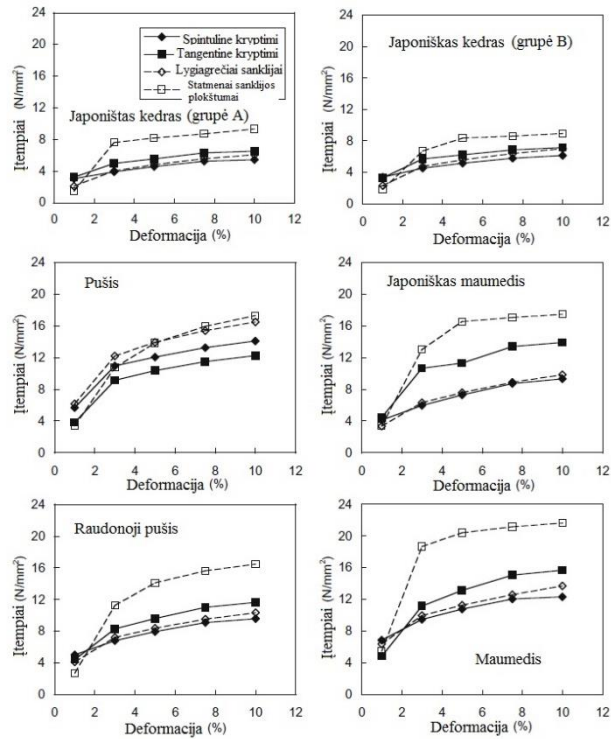 24
20
16
12
8
4
0
Įtempiai (N/mm²)
Spintuline kryptimi
Tangentine kryptimi
Lygiagrečiai sanklijai
Statmenai sanklijos
plokštumai
Japoništas kedras (grupė A)
0 2 4 6 8 10 12
Deformacija (%)
24
20
16
12
8
4
0
Įtempiai (N/mm²)
Japoniškas kedras (grupė B)
0 2 4 6 8 10 12
Deformacija (%)
24
20
16
12
8
4
0
Įtempiai (N/mm²)
Pušis
0 2 4 6 8 10 12
Deformacija (%)
24
20
16
12
8
4
0
Įtempiai (N/mm²)
Japoniškas maumedis
0 2 4 6 8 10 12
Deformacija (%)
24
20
16
12
8
4
0
Įtempiai (N/mm²)
Raudonoji pušis
0 2 4 6 8 10 12
Deformacija (%)
24
20
16
12
8
4
0
Įtempiai (N/mm²)
Maumedis
0 2 4 6 8 10 12
Deformacija (%)